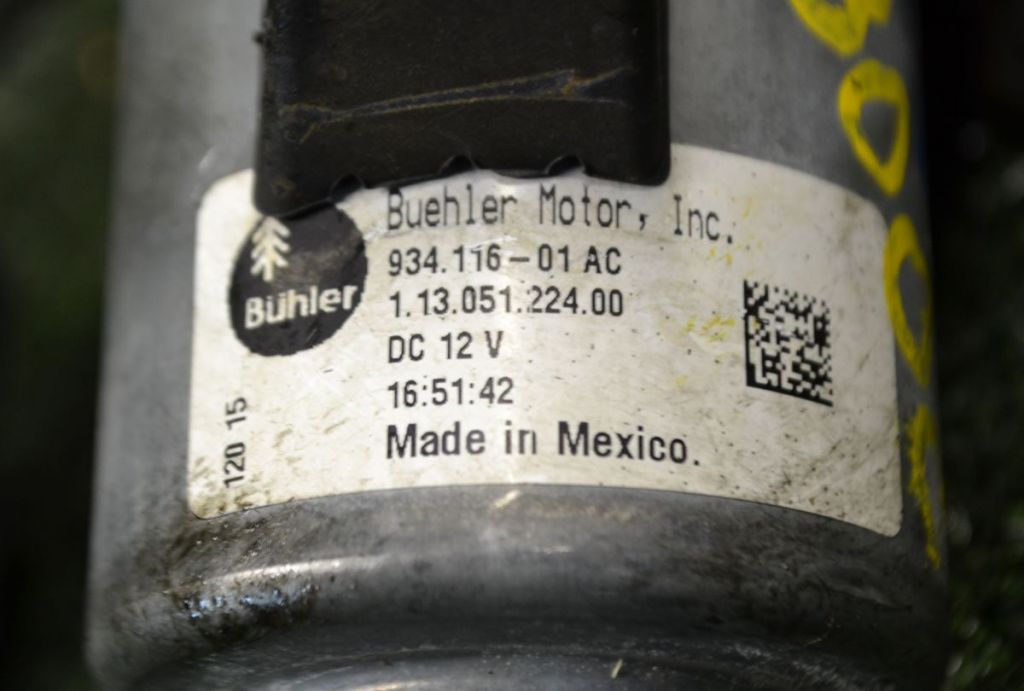 Buehler Motor, Inc.
934.116-01 AC
1.13.051.224.00
DC 12 V
16:51:42
Made in Mexico.
Bühler
120 15